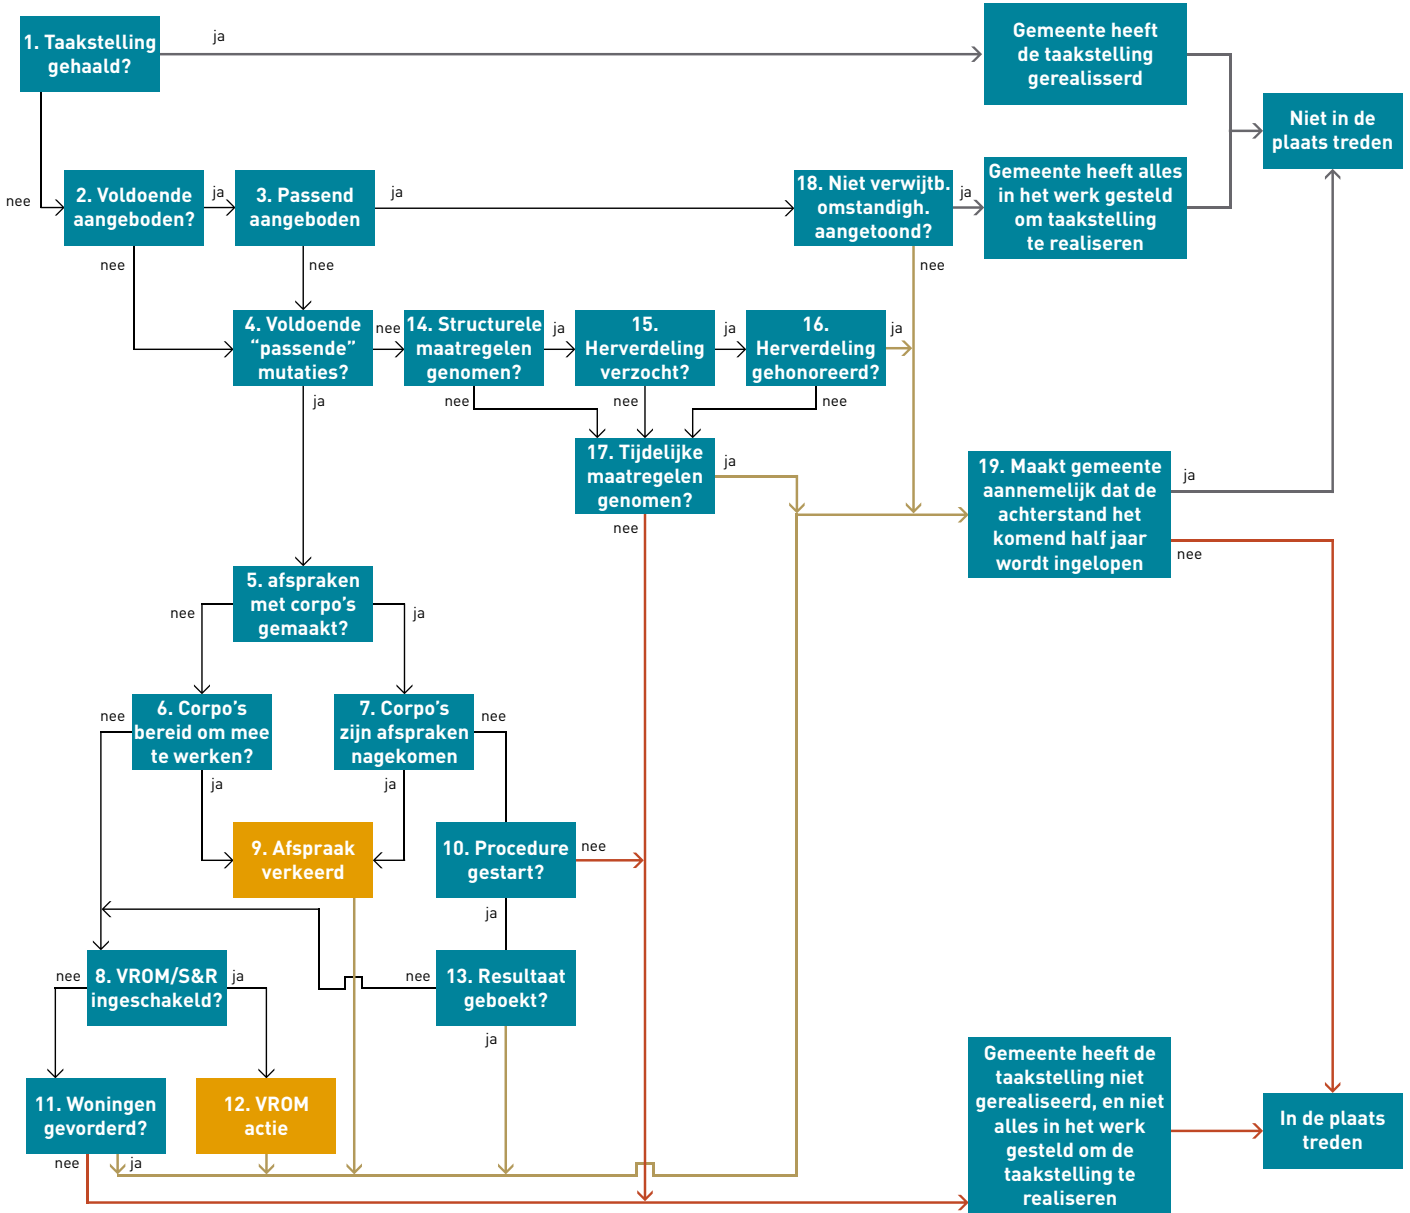 1. Taakstelling
gehaald?
ja
Gemeente heeft
de taakstelling
gerealisserd
Niet in de
plaats treden
nee
2. Voldoende
aangeboden?
ja
3. Passend
aangeboden
ja
18. Niet verwijtb.
omstandigh.
aangetoond?
ja
Gemeente heeft alles
in het werk gesteld
om taakstelling
te realiseren
nee
nee
nee
4. Voldoende
“passende”
mutaties?
nee
14. Structurele
maatregelen
genomen?
ja
15.
Herverdeling
verzocht?
ja
16.
Herverdeling
gehonoreerd?
ja
ja
nee
nee
nee
17. Tijdelijke
maatregelen
genomen?
ja
nee
19. Maakt gemeente
aannemelijk dat de
achterstand het
komend half jaar
wordt ingelopen
ja
nee
5. afspraken
met corpo’s
gemaakt?
nee
ja
6. Corpo’s
bereid om mee
te werken?
nee
ja
7. Corpo’s
zijn afspraken
nagekomen
nee
ja
9. Afspraak
verkeerd
10. Procedure
gestart?
nee
ja
8. VROM/S&R
ingeschakeld?
nee
ja
13. Resultaat
geboekt?
nee
ja
11. Woningen
gevorderd?
nee
ja
12. VROM
actie
Gemeente heeft de
taakstelling niet
gerealiseerd, en niet
alles in het werk
gesteld om de
taakstelling te
realiseren
In de plaats
treden